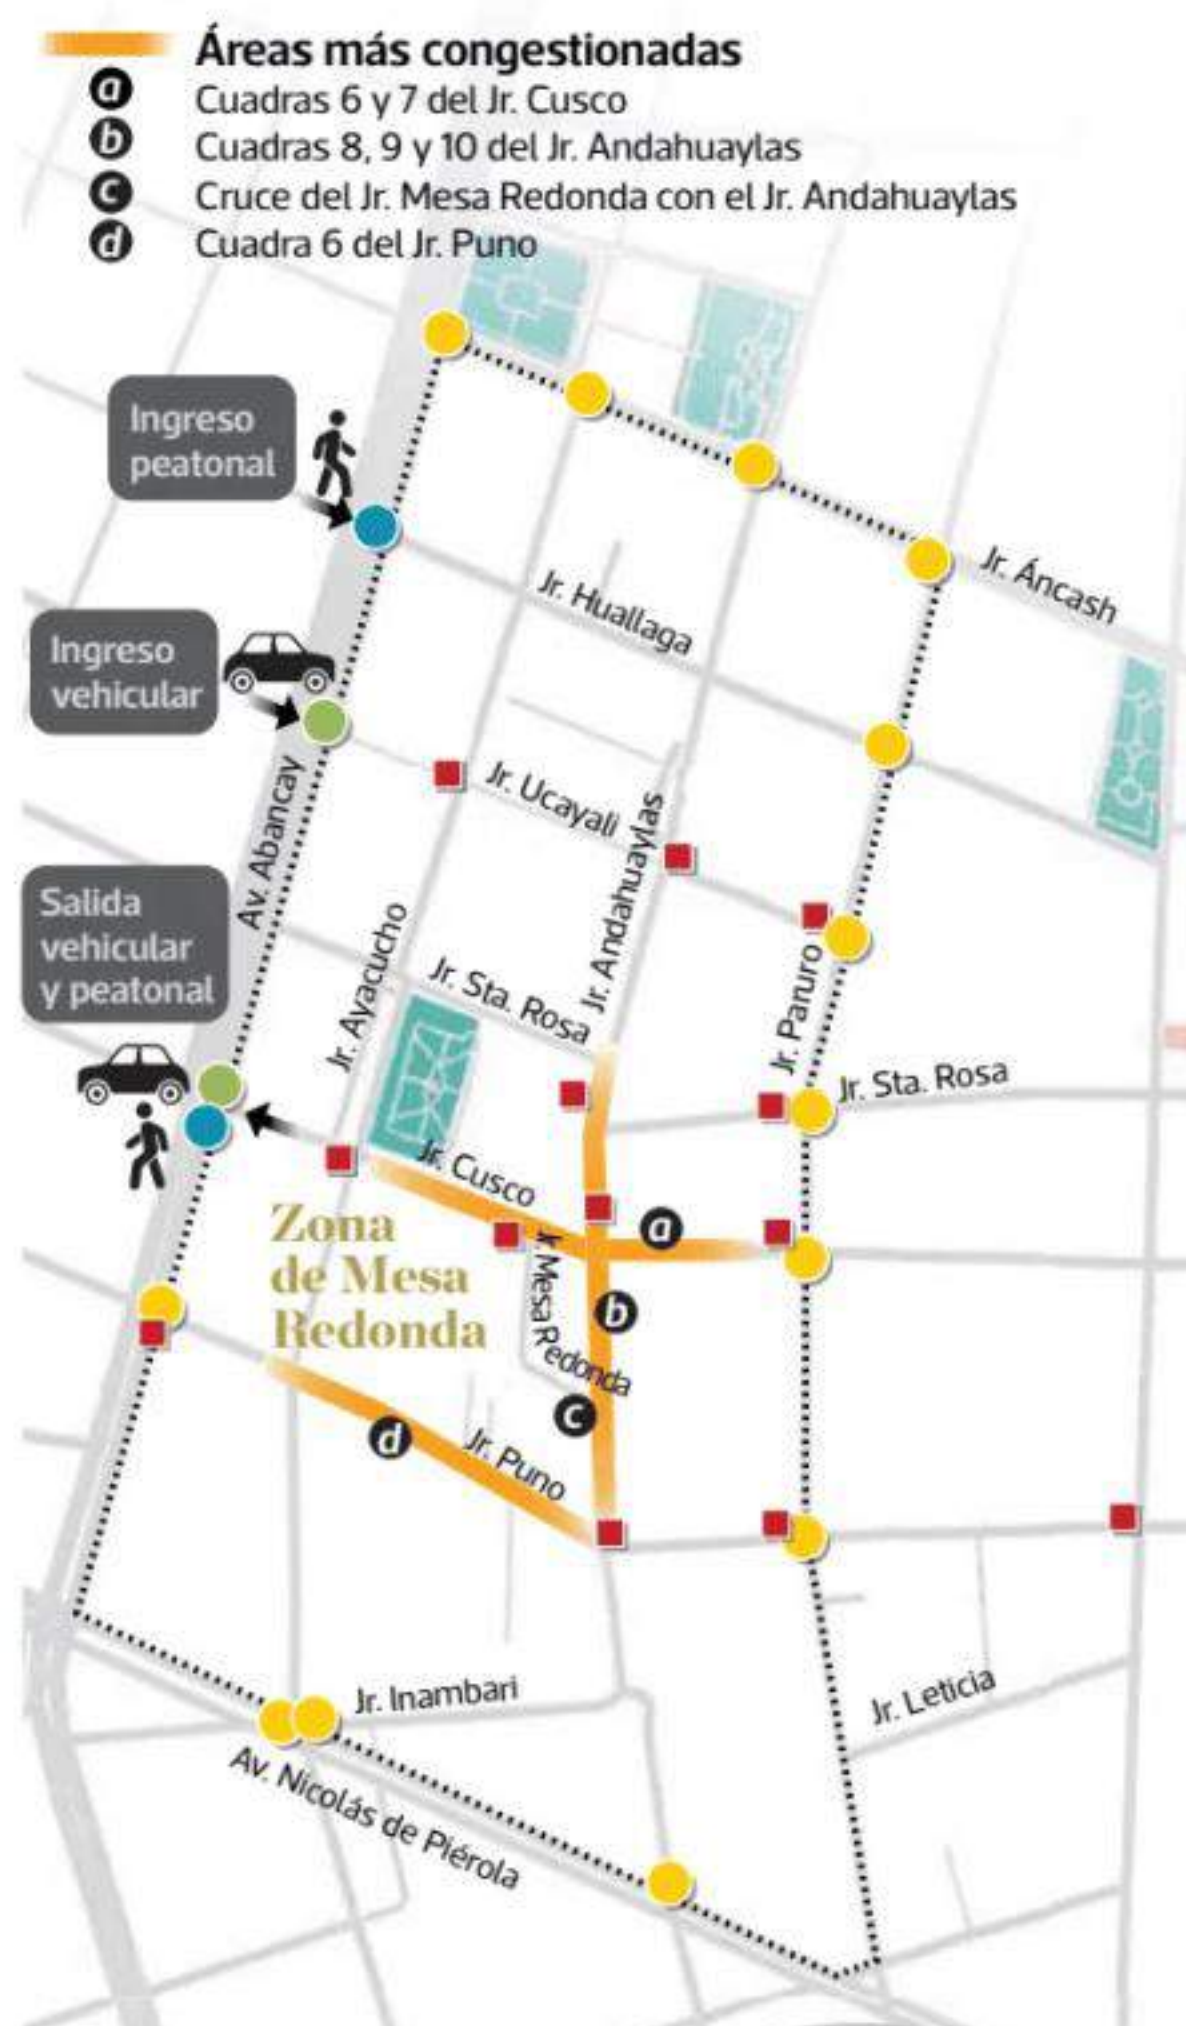 Áreas más congestionadas
a Cuadras 6 y 7 del Jr. Cusco
b Cuadras 8, 9 y 10 del Jr. Andahuaylas
c Cruce del Jr. Mesa Redonda con el Jr. Andahuaylas
d Cuadra 6 del Jr. Puno
Ingreso
peatonal
Jr. Áncash
Jr. Huallaga
Ingreso
vehicular
Av. Abancay
Jr. Ucayali
Jr. Andahuaylas
Salida
vehicular
y peatonal
Jr. Ayacucho
Jr. Sta. Rosa
Jr. Paruro
Jr. Sta. Rosa
Jr. Cusco
Zona
de Mesa
Redonda
a
Jr. Mesa Redonda
b
c
d
Jr. Puno
Jr. Inambari
Jr. Leticia
Av. Nicolás de Piérola